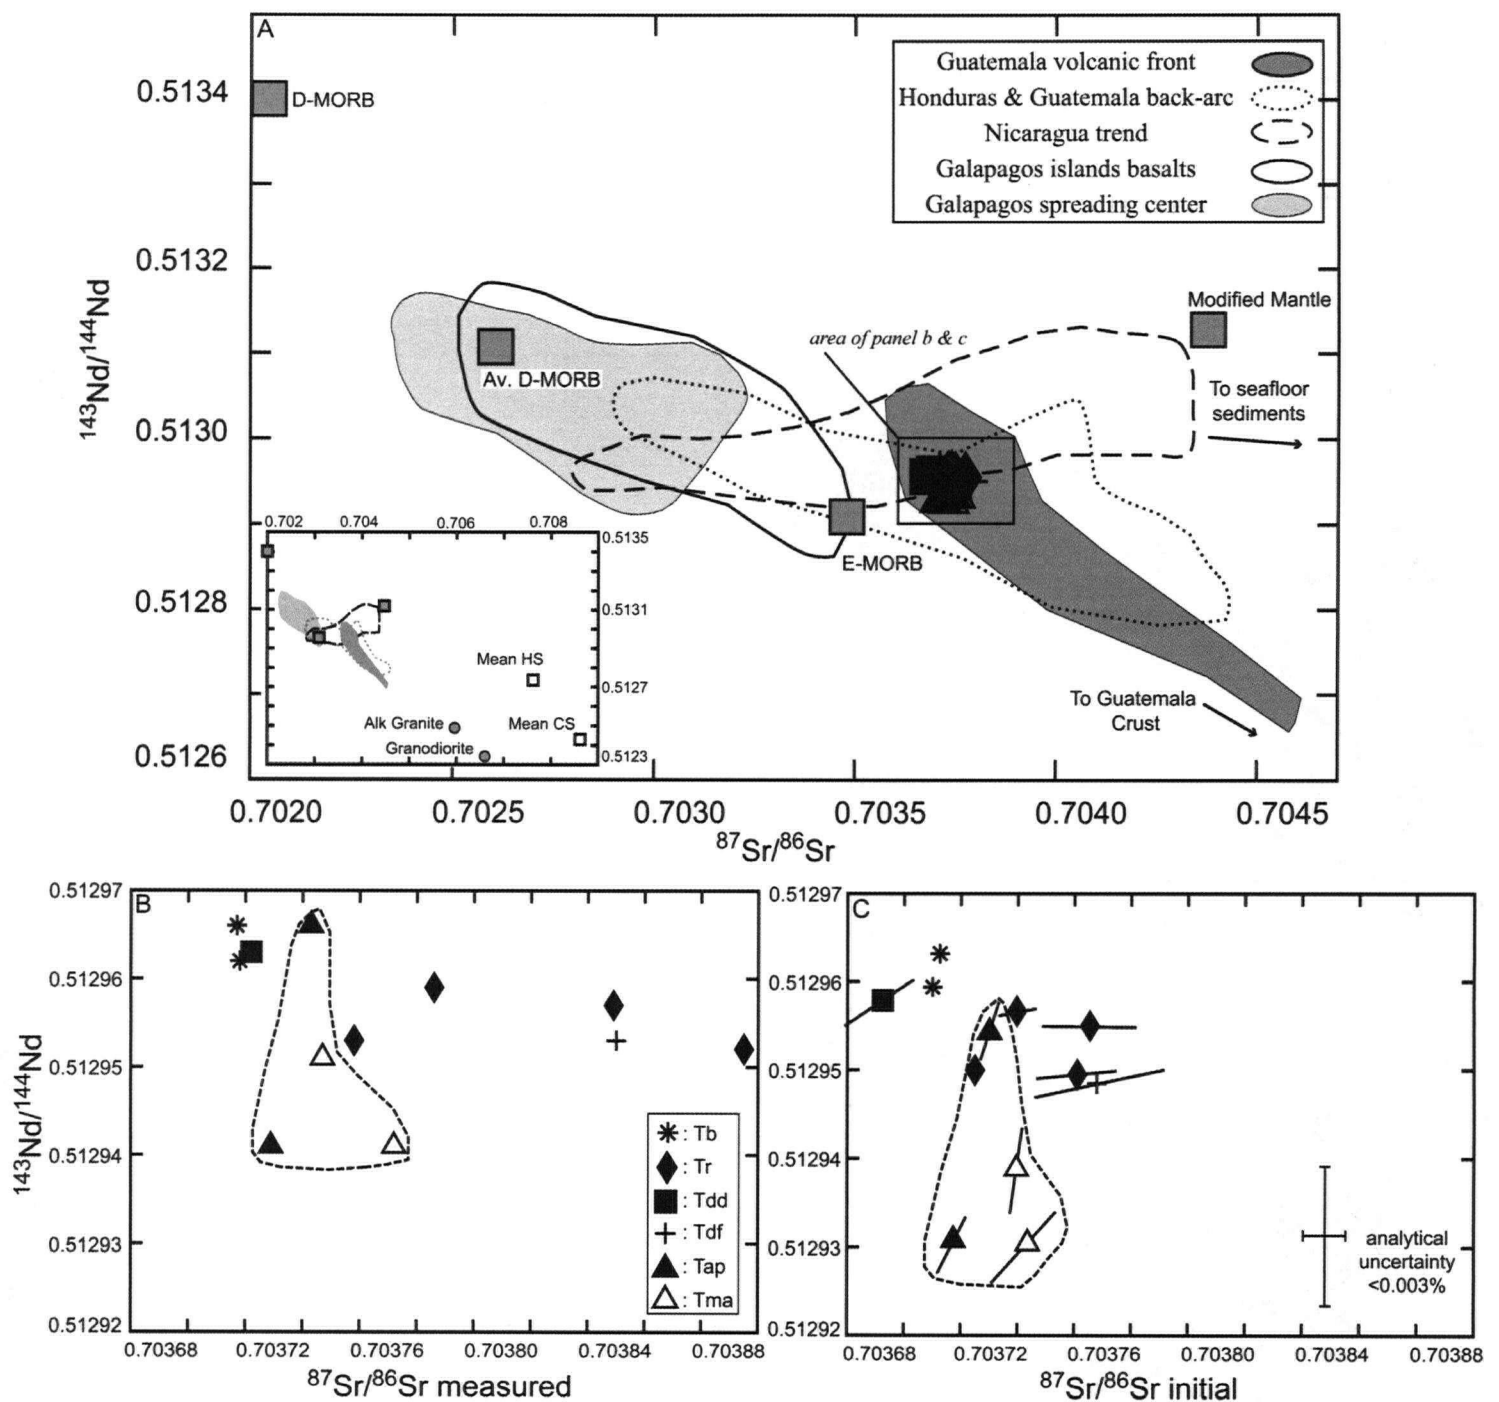 A
0.5134
0.5132
0.5130
0.5128
0.5126
143Nd/144Nd
D-MORB
Guatemala volcanic front
Honduras & Guatemala back-arc
Nicaragua trend
Galapagos islands basalts
Galapagos spreading center
Modified Mantle
area of panel b & c
Av. D-MORB
To seafloor
sediments
E-MORB
To Guatemala
Crust
0.702 0.704 0.706 0.708
0.5135
0.5131
0.5127
0.5123
Mean HS
Alk Granite
Mean CS
Granodiorite
0.7020 0.7025 0.7030 0.7035 0.7040 0.7045
87Sr/86Sr
B
0.51297
0.51296
0.51295
0.51294
0.51293
0.51292
143Nd/144Nd
: Tb
: Tr
: Tdd
: Tdf
: Tap
: Tma
0.70368 0.70372 0.70376 0.70380 0.70384 0.70388
87Sr/86Sr measured
C
0.51297
0.51296
0.51295
0.51294
0.51293
0.51292
analytical
uncertainty
<0.003%
0.70368 0.70372 0.70376 0.70380 0.70384 0.70388
87Sr/86Sr initial